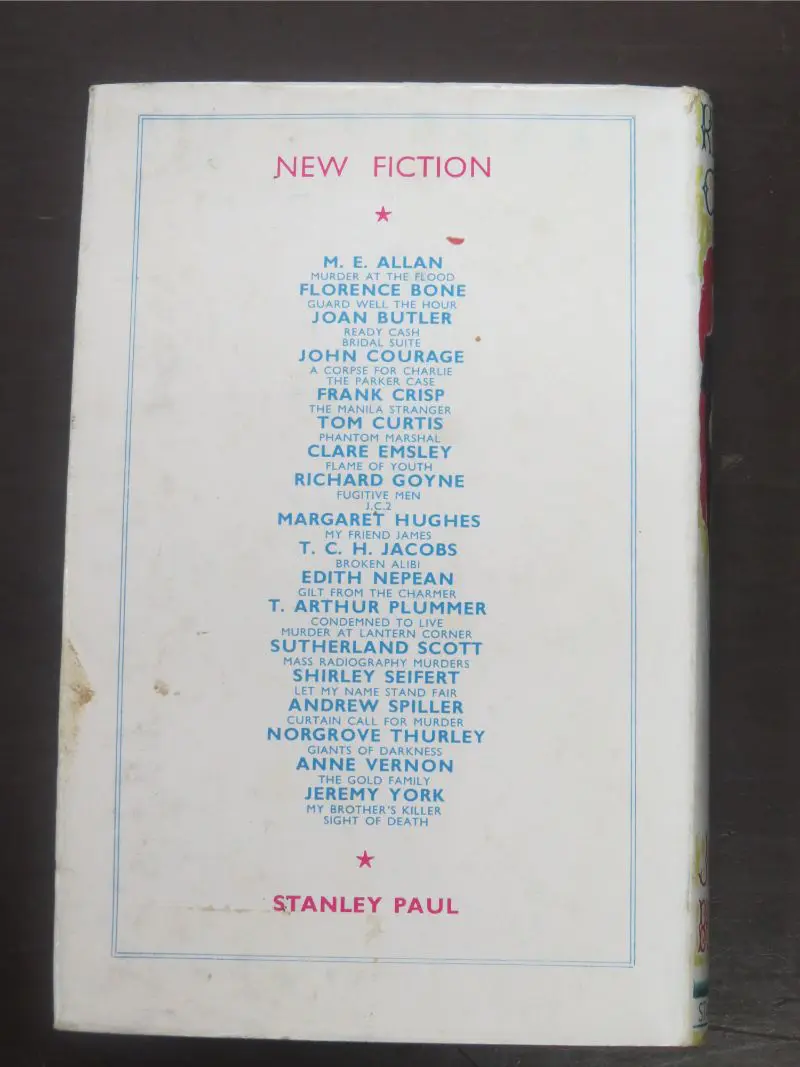 NEW FICTION
M. E. ALLAN
MURDER AT THE FLOOD
FLORENCE BONE
GUARD WELL THE HOUR
JOAN BUTLER
READY CASH
BRIDAL SUITE
JOHN COURAGE
A CORPSE FOR CHARLIE
THE PARKER CASE
FRANK CRISP
THE MANILA STRANGER
TOM CURTIS
PHANTOM MARSHAL
CLARE EMSLEY
FLAME OF YOUTH
RICHARD GOYNE
FUGITIVE MEN
J.C.2
MARGARET HUGHES
MY FRIEND JAMES
T. C. H. JACOBS
BROKEN ALIBI
EDITH NEPEAN
GILT FROM THE CHARMER
T. ARTHUR PLUMMER
CONDEMNED TO LIVE
MURDER AT LANTERN CORNER
SUTHERLAND SCOTT
MASS RADIOGRAPHY MURDERS
SHIRLEY SEIFERT
LET MY NAME STAND FAIR
ANDREW SPILLER
CURTAIN CALL FOR MURDER
NORGROVE THURLEY
GIANTS OF DARKNESS
ANNE VERNON
THE GOLD FAMILY
JEREMY YORK
MY BROTHER'S KILLER
SIGHT OF DEATH
STANLEY PAUL